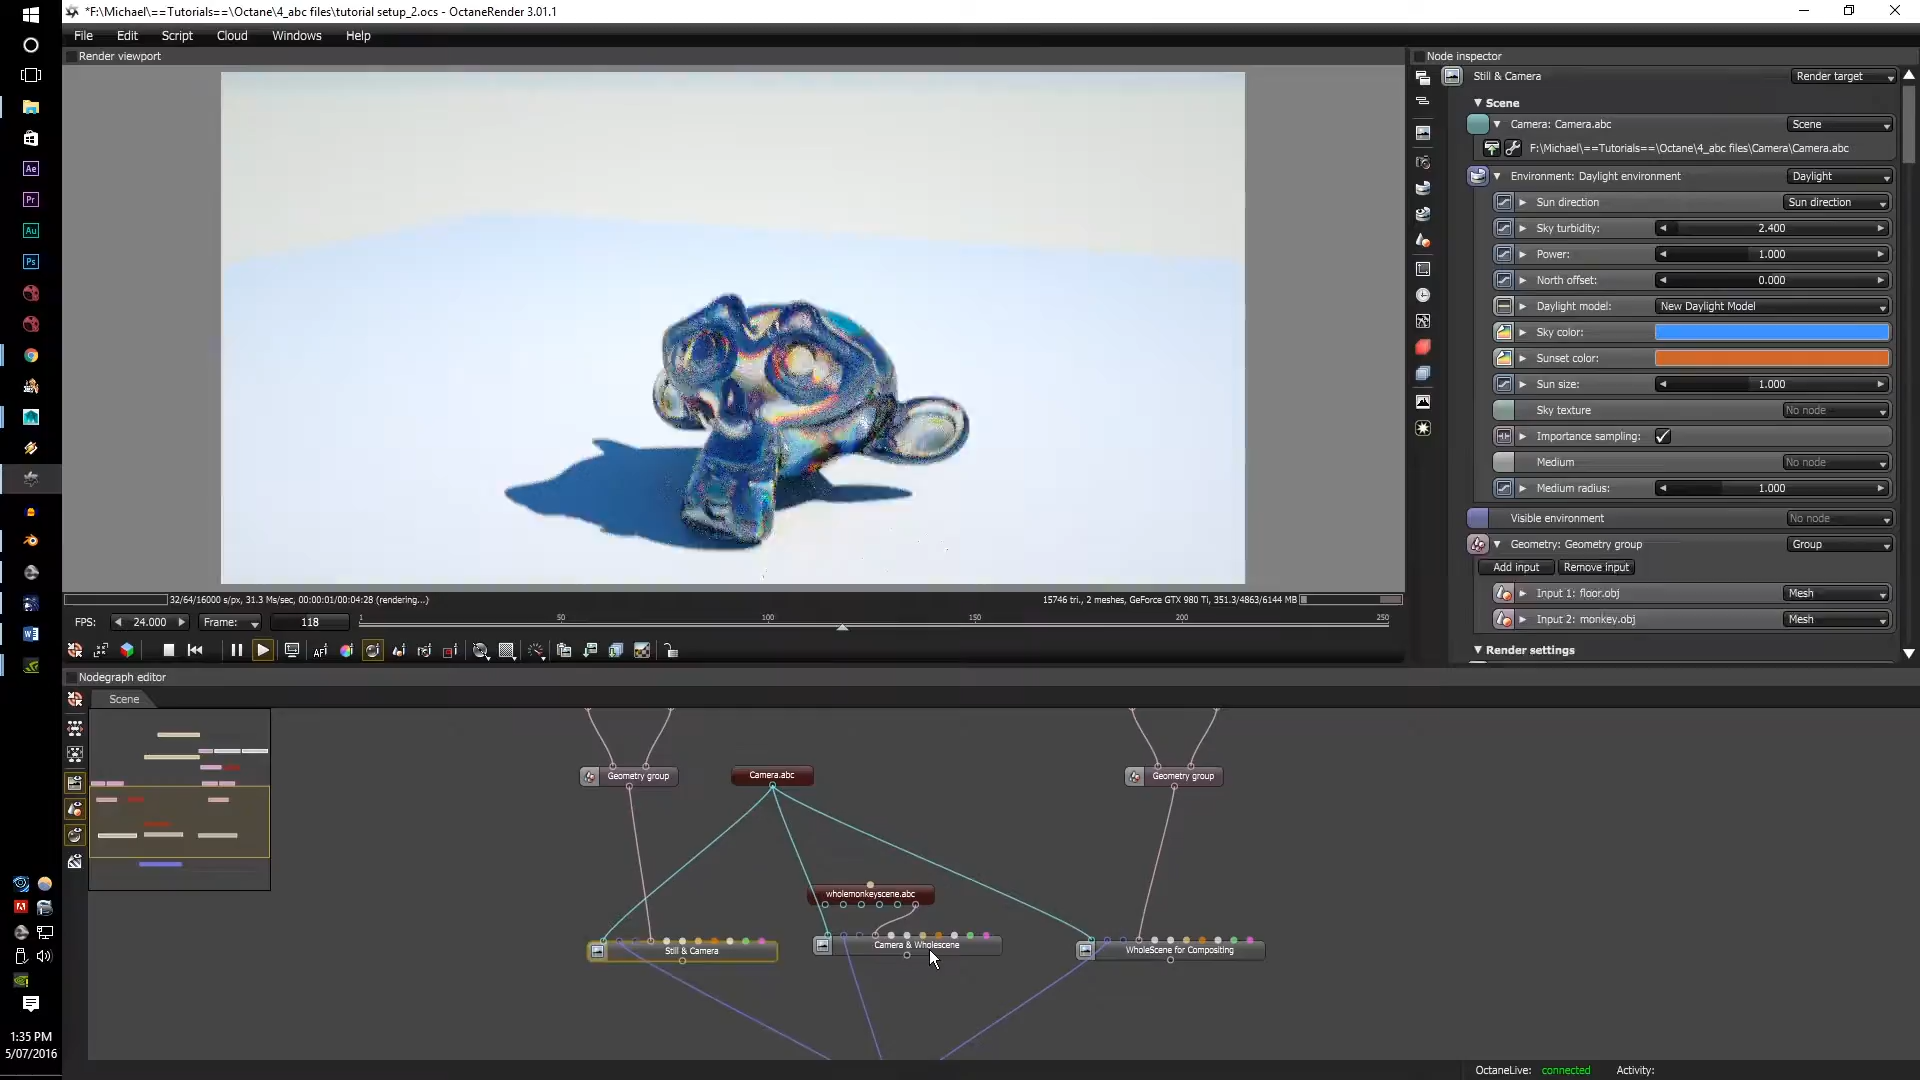 *F:\Michael\==Tutorials==\Octane\4_abc files\tutorial setup_2.ocs - OctaneRender 3.01.1
File Edit Script Cloud Windows Help
Render viewport
Node inspector
Still & Camera Render target
Scene
Camera: Camera.abc Scene
F:\Michael\==Tutorials==\Octane\4_abc files\Camera\Camera.abc
Environment: Daylight environment Daylight
Sun direction Sun direction
Sky turbidity: 2.400
Power: 1.000
North offset: 0.000
Daylight model: New Daylight Model
Sky color:
Sunset color:
Sun size: 1.000
Sky texture No node
Importance sampling:
Medium No node
Medium radius: 1.000
Visible environment No node
Geometry: Geometry group Group
Add input Remove input
Input 1: floor.obj Mesh
Input 2: monkey.obj Mesh
Render settings
32/64/16000 s/px, 31.3 Ms/sec, 00:00:01/00:04:28 (rendering...)
15746 tri., 2 meshes, GeForce GTX 980 Ti, 351.3/4863/6144 MB
FPS: 24.000 Frame: 118
1 50 100 150 200 250
AF
Nodegraph editor
Scene
Geometry group
Camera.abc
Geometry group
wholemonkeyscene.abc
Still & Camera
Camera & Wholescene
WholeScene for Compositing
Ae
Pr
Au
Ps
1:35 PM
5/07/2016
OctaneLive: connected Activity: